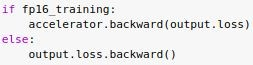 if fp16_training:
    accelerator.backward(output.loss)
else:
    output.loss.backward()